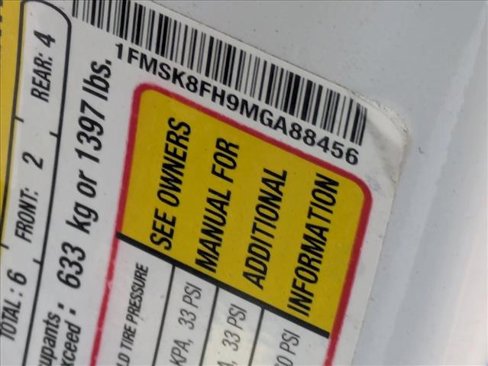 REAR: 4
FRONT: 2
TOTAL: 6
633 kg or 1397 lbs.
1FMSK8FH9MGA88456
SEE OWNERS
MANUAL FOR
ADDITIONAL
INFORMATION
TIRE PRESSURE
KPA, 33 PSI
33 PSI
PSI